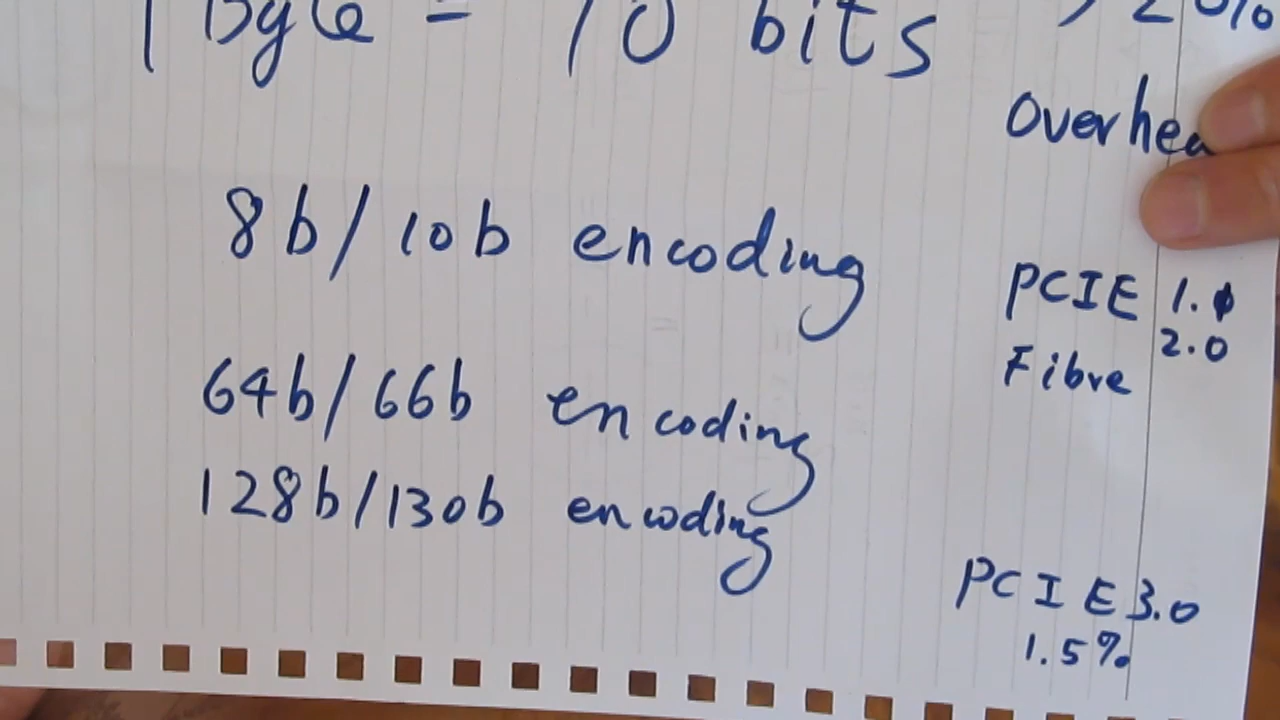 1 Byte = 10 bits
>20%
Overhea
8b/10b encoding
PCIE 1.0
2.0
Fibre
64b/66b encoding
128b/130b encoding
PCIE 3.0
1.5%